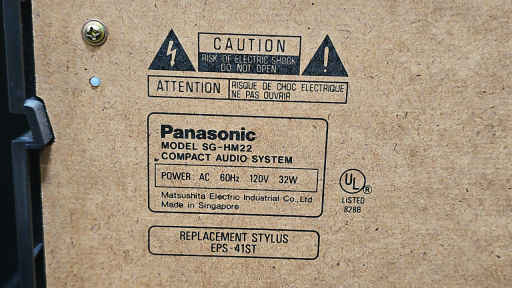 CAUTION
RISK OF ELECTRIC SHOCK
DO NOT OPEN
ATTENTION
RISQUE DE CHOC ELECTRIQUE
NE PAS OUVRIR
Panasonic
MODEL SG-HM22
COMPACT AUDIO SYSTEM
POWER: AC 60Hz 120V 32W
Matsushita Electric Industrial Co., Ltd
Made in Singapore
UL ®
LISTED
828B
REPLACEMENT STYLUS
EPS-41ST